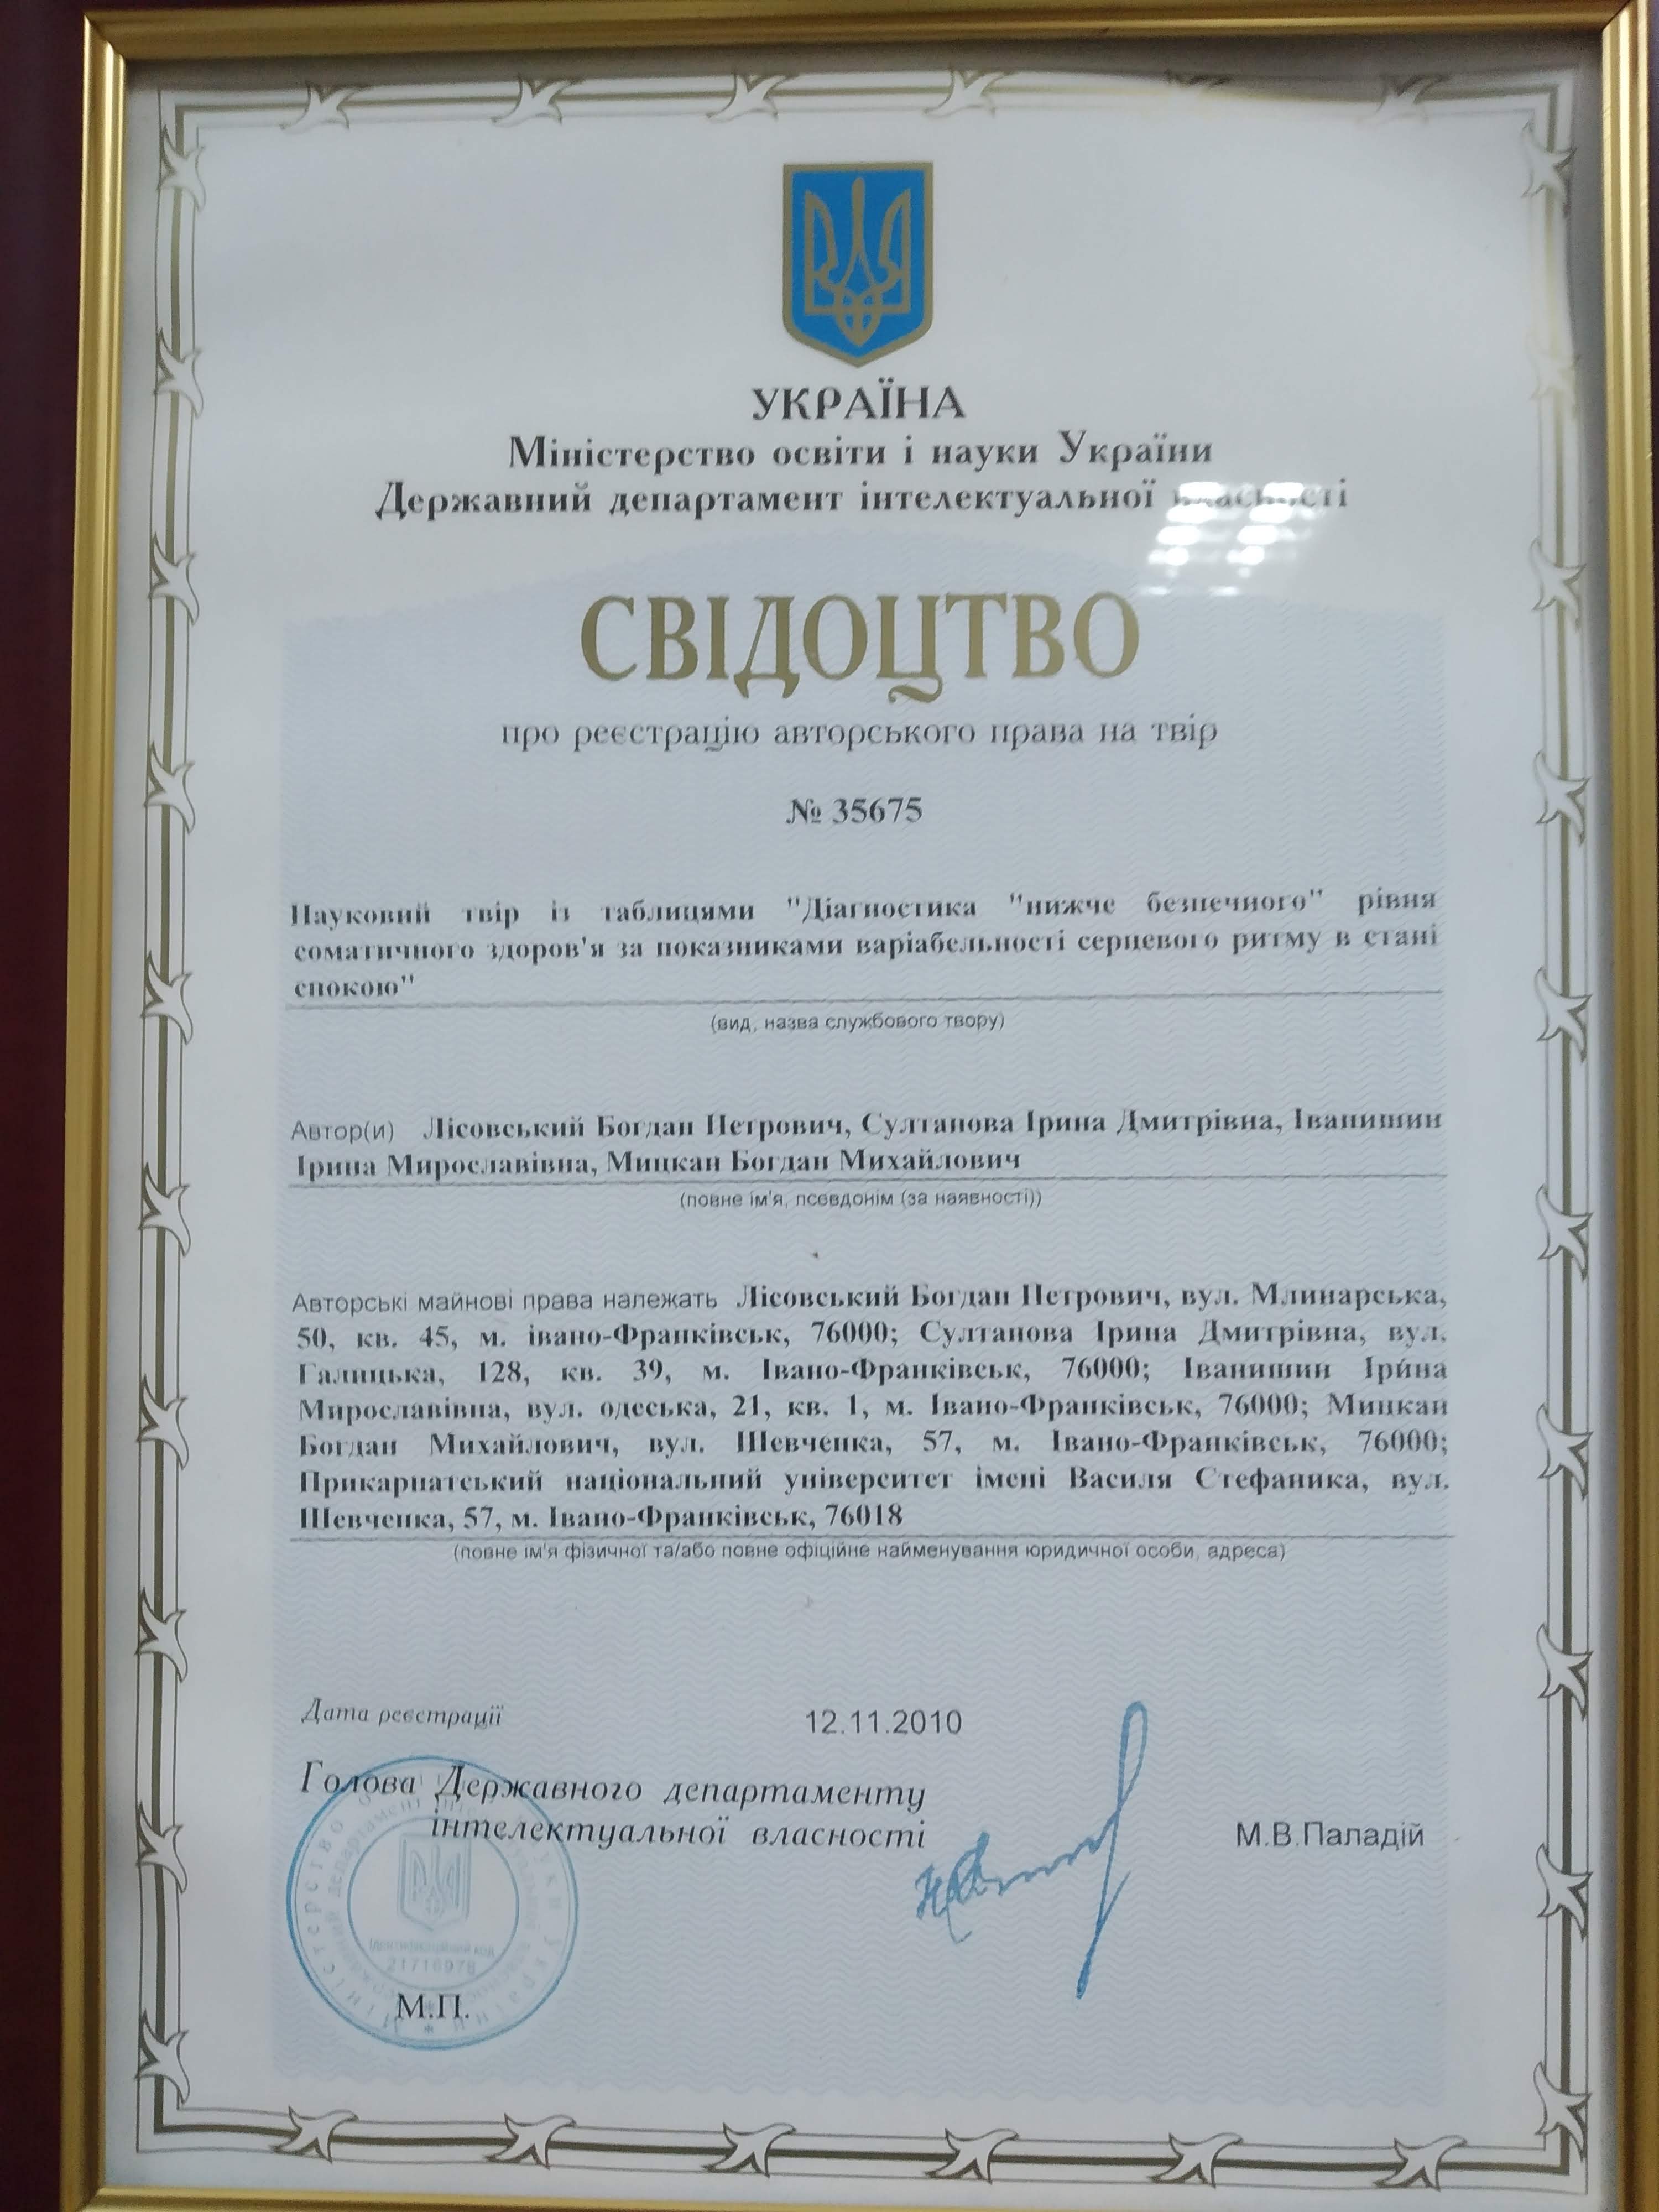 УКРАЇНА
Міністерство освіти і науки України
Державний департамент інтелектуальної власності
СВІДОЦТВО
про реєстрацію авторського права на твір
№ 35675
Науковий твір із таблицями "Діагностика "нижче безпечного" рівня
соматичного здоров'я за показниками варіабельності серцевого ритму в стані
спокою"
(вид, назва службового твору)
Автор(и) Лісовський Богдан Петрович, Султанова Ірина Дмитрівна, Іванишин
Ірина Мирославівна, Мицкан Богдан Михайлович
(повне ім'я, псевдонім (за наявності))
Авторські майнові права належать Лісовський Богдан Петрович, вул. Млинарська,
50, кв. 45, м. івано-Франківськ, 76000; Султанова Ірина Дмитрівна, вул.
Галицька, 128, кв. 39, м. Івано-Франківськ, 76000; Іванишин Ірина
Мирославівна, вул. одеська, 21, кв. 1, м. Івано-Франківськ, 76000; Мицкан
Богдан Михайлович, вул. Шевченка, 57, м. Івано-Франківськ, 76000;
Прикарпатський національний університет імені Василя Стефаника, вул.
Шевченка, 57, м. Івано-Франківськ, 76018
(повне ім'я фізичної та/або повне офіційне найменування юридичної особи, адреса)
Дата реєстрації 12.11.2010
Голова Державного департаменту
інтелектуальної власності М.В.Паладій
Ідентифікаційний код
21716978
М.П.